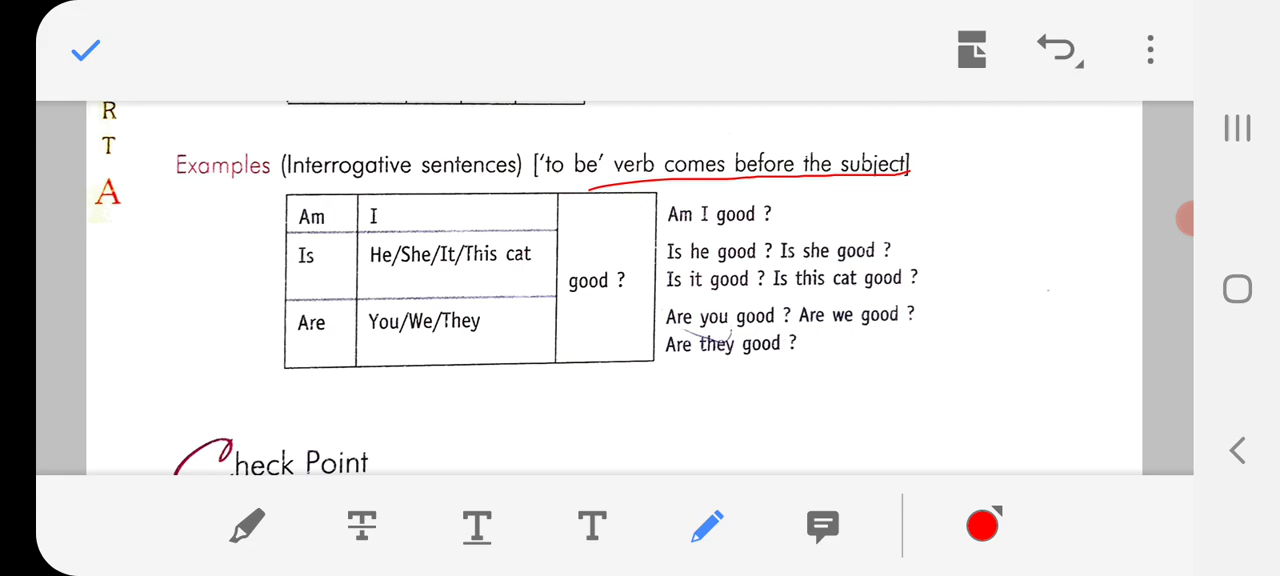 R
T
A
Examples (Interrogative sentences) ['to be' verb comes before the subject]
Am I
Is He/She/It/This cat
Are You/We/They
good ?
Am I good ?
Is he good ? Is she good ?
Is it good ? Is this cat good ?
Are you good ? Are we good ?
Are they good ?
Check Point
T T T